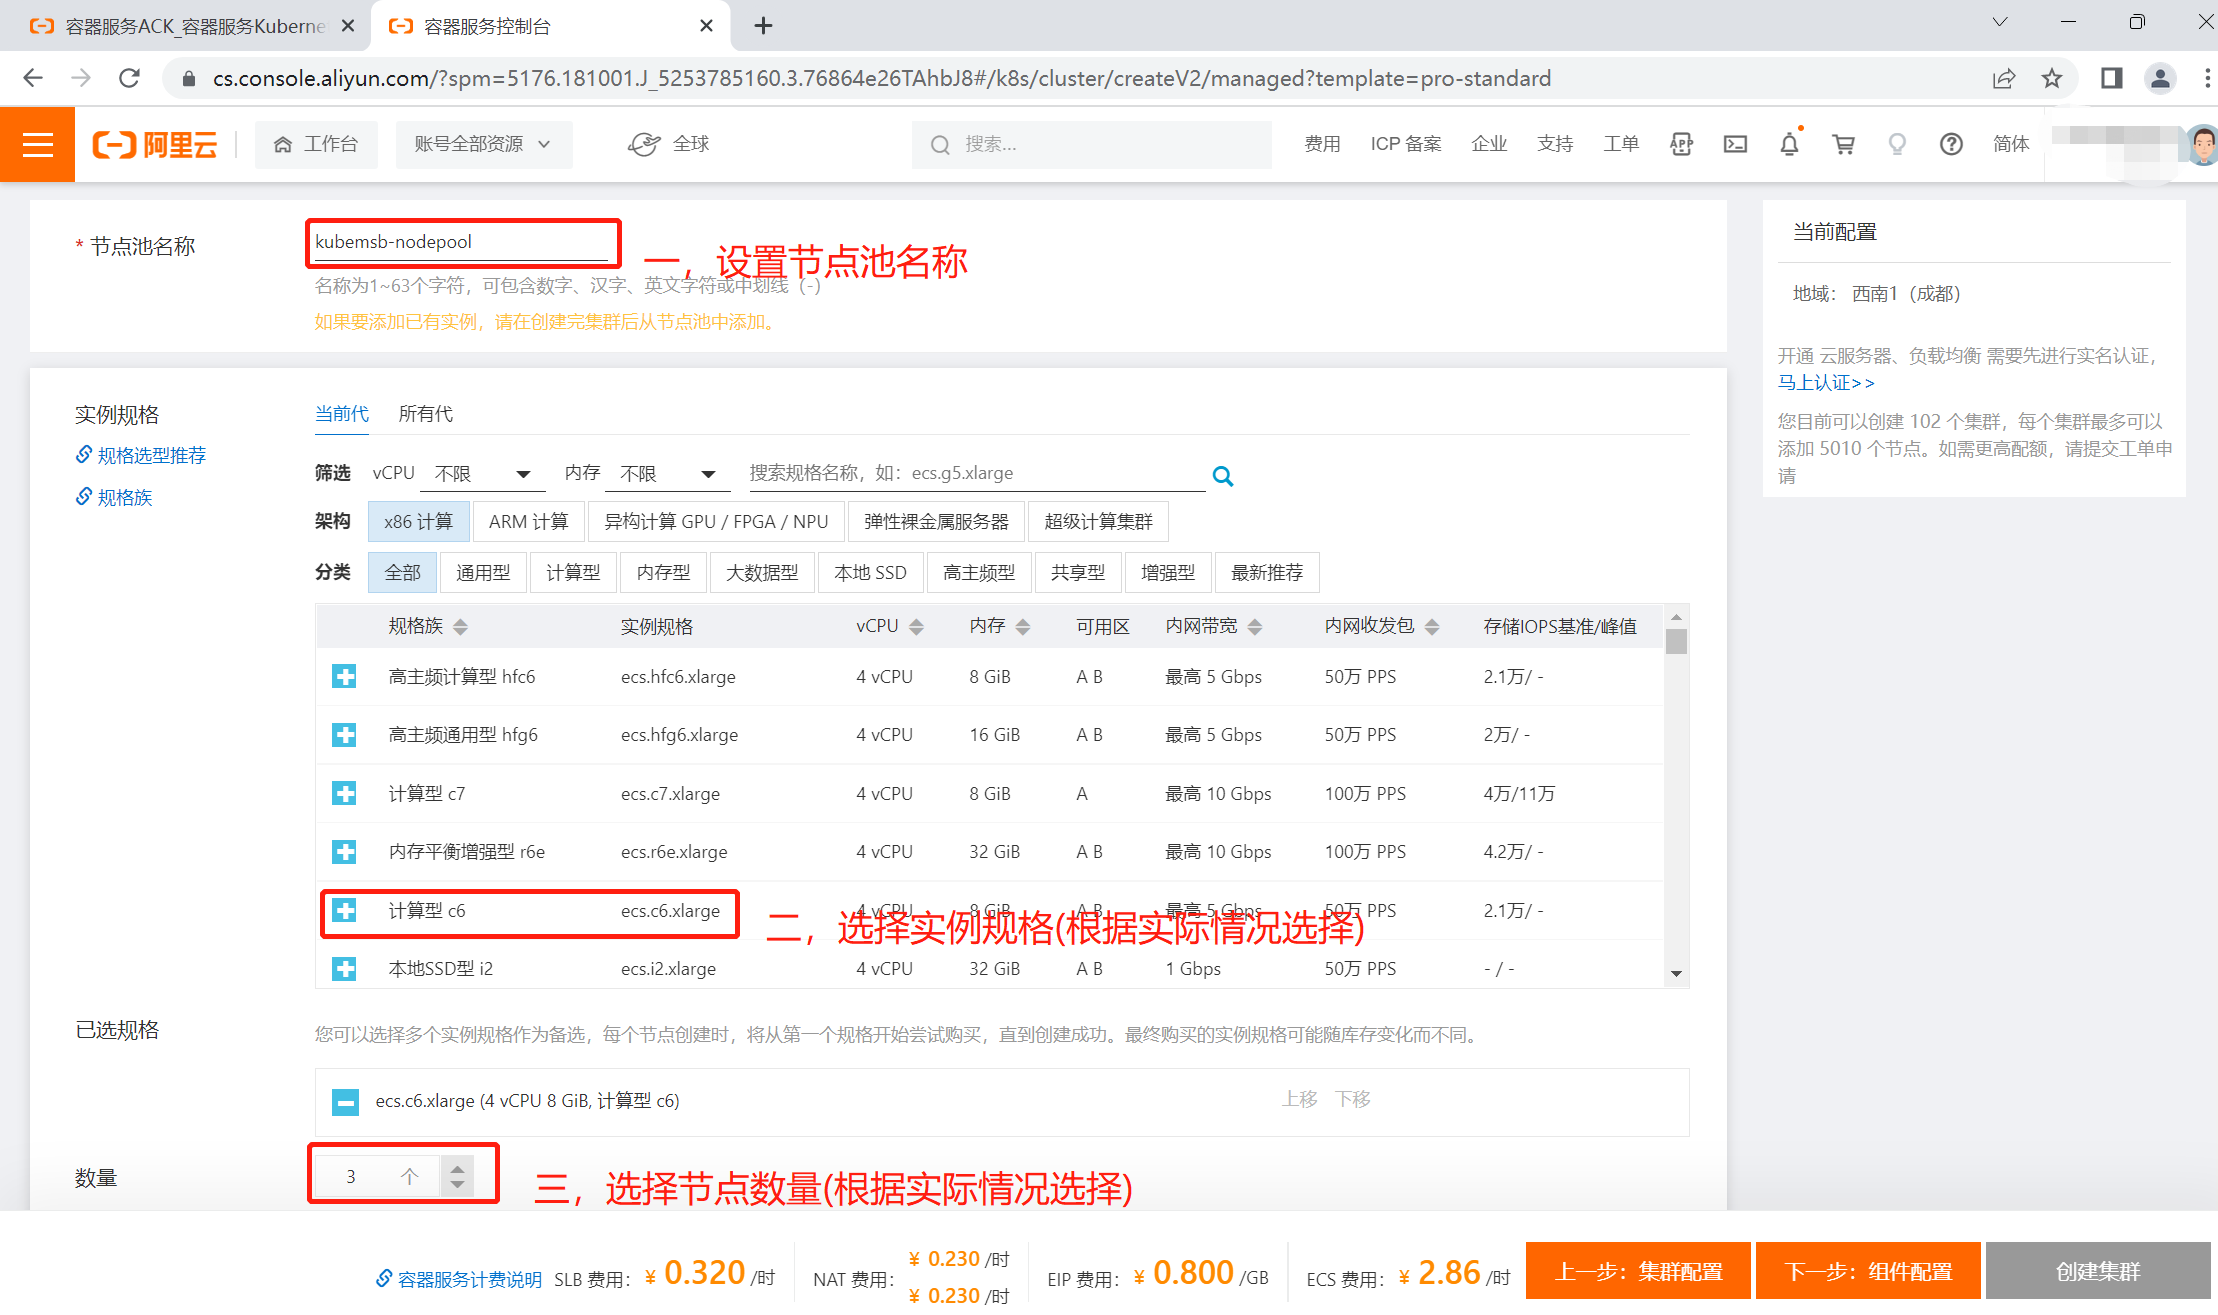 容器服务ACK_容器服务Kuberne
容器服务控制台
cs.console.aliyun.com/?spm=5176.181001.J_5253785160.3.76864e26TAhbJ8#/k8s/cluster/createV2/managed?template=pro-standard
阿里云
工作台
账号全部资源
全球
搜索...
费用
ICP 备案
企业
支持
工单
APP
简体
* 节点池名称
kubemsb-nodepool
一，设置节点池名称
名称为1~63个字符，可包含数字、汉字、英文字符或中划线（-）
如果要添加已有实例，请在创建完集群后从节点池中添加。
当前配置
地域： 西南1（成都）
开通 云服务器、负载均衡 需要先进行实名认证，
马上认证>>
您目前可以创建 102 个集群，每个集群最多可以
添加 5010 个节点。如需更高配额，请提交工单申
请
实例规格
规格选型推荐
规格族
当前代 所有代
筛选 vCPU 不限 内存 不限 搜索规格名称，如：ecs.g5.xlarge
架构 x86 计算 ARM 计算 异构计算 GPU / FPGA / NPU 弹性裸金属服务器 超级计算集群
分类 全部 通用型 计算型 内存型 大数据型 本地 SSD 高主频型 共享型 增强型 最新推荐
规格族 实例规格 vCPU 内存 可用区 内网带宽 内网收发包 存储IOPS基准/峰值
高主频计算型 hfc6 ecs.hfc6.xlarge 4 vCPU 8 GiB A B 最高 5 Gbps 50万 PPS 2.1万/ -
高主频通用型 hfg6 ecs.hfg6.xlarge 4 vCPU 16 GiB A B 最高 5 Gbps 50万 PPS 2万/ -
计算型 c7 ecs.c7.xlarge 4 vCPU 8 GiB A 最高 10 Gbps 100万 PPS 4万/11万
内存平衡增强型 r6e ecs.r6e.xlarge 4 vCPU 32 GiB A B 最高 10 Gbps 100万 PPS 4.2万/ -
计算型 c6 ecs.c6.xlarge 4 vCPU 8 GiB A B 最高 5 Gbps 50万 PPS 2.1万/ -
二，选择实例规格(根据实际情况选择)
本地SSD型 i2 ecs.i2.xlarge 4 vCPU 32 GiB A B 1 Gbps 50万 PPS - / -
已选规格
您可以选择多个实例规格作为备选，每个节点创建时，将从第一个规格开始尝试购买，直到创建成功。最终购买的实例规格可能随库存变化而不同。
ecs.c6.xlarge (4 vCPU 8 GiB, 计算型 c6) 上移 下移
数量 3 个
三，选择节点数量(根据实际情况选择)
容器服务计费说明 SLB 费用：¥ 0.320 /时
NAT 费用：¥ 0.230 /时
¥ 0.230 /时
EIP 费用：¥ 0.800 /GB
ECS 费用：¥ 2.86 /时
上一步：集群配置
下一步：组件配置
创建集群